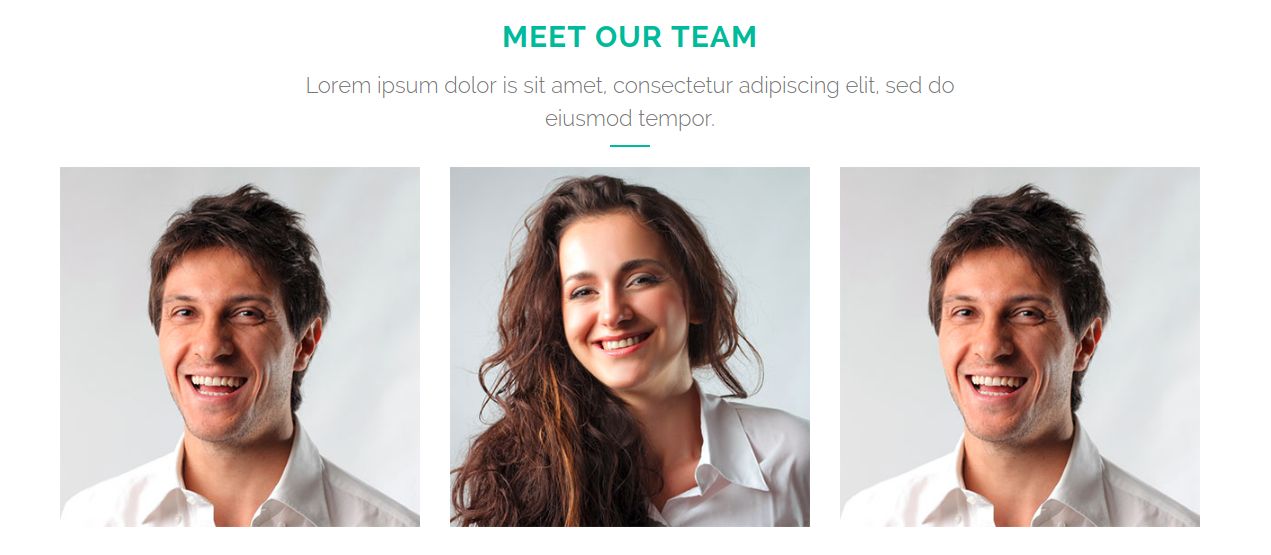 MEET OUR TEAM
Lorem ipsum dolor is sit amet, consectetur adipiscing elit, sed do
eiusmod tempor.